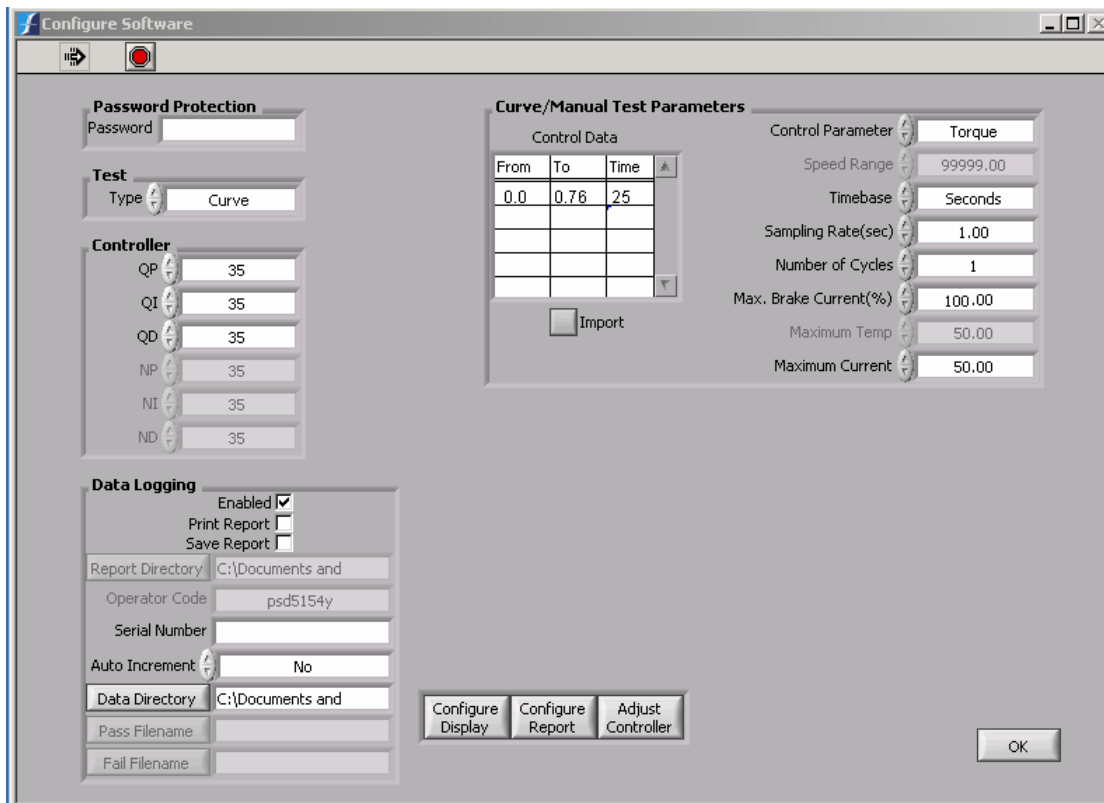 Configure Software
Password Protection
Password
Test
Type Curve
Controller
QP 35
QI 35
QD 35
NP 35
NI 35
ND 35
Data Logging
Enabled
Print Report
Save Report
Report Directory C:\Documents and
Operator Code psd5154y
Serial Number
Auto Increment No
Data Directory C:\Documents and
Pass Filename
Fail Filename
Curve/Manual Test Parameters
Control Data
From To Time
0.0 0.76 25
Import
Control Parameter Torque
Speed Range 99999.00
Timebase Seconds
Sampling Rate(sec) 1.00
Number of Cycles 1
Max. Brake Current(%) 100.00
Maximum Temp 50.00
Maximum Current 50.00
Configure Display
Configure Report
Adjust Controller
OK